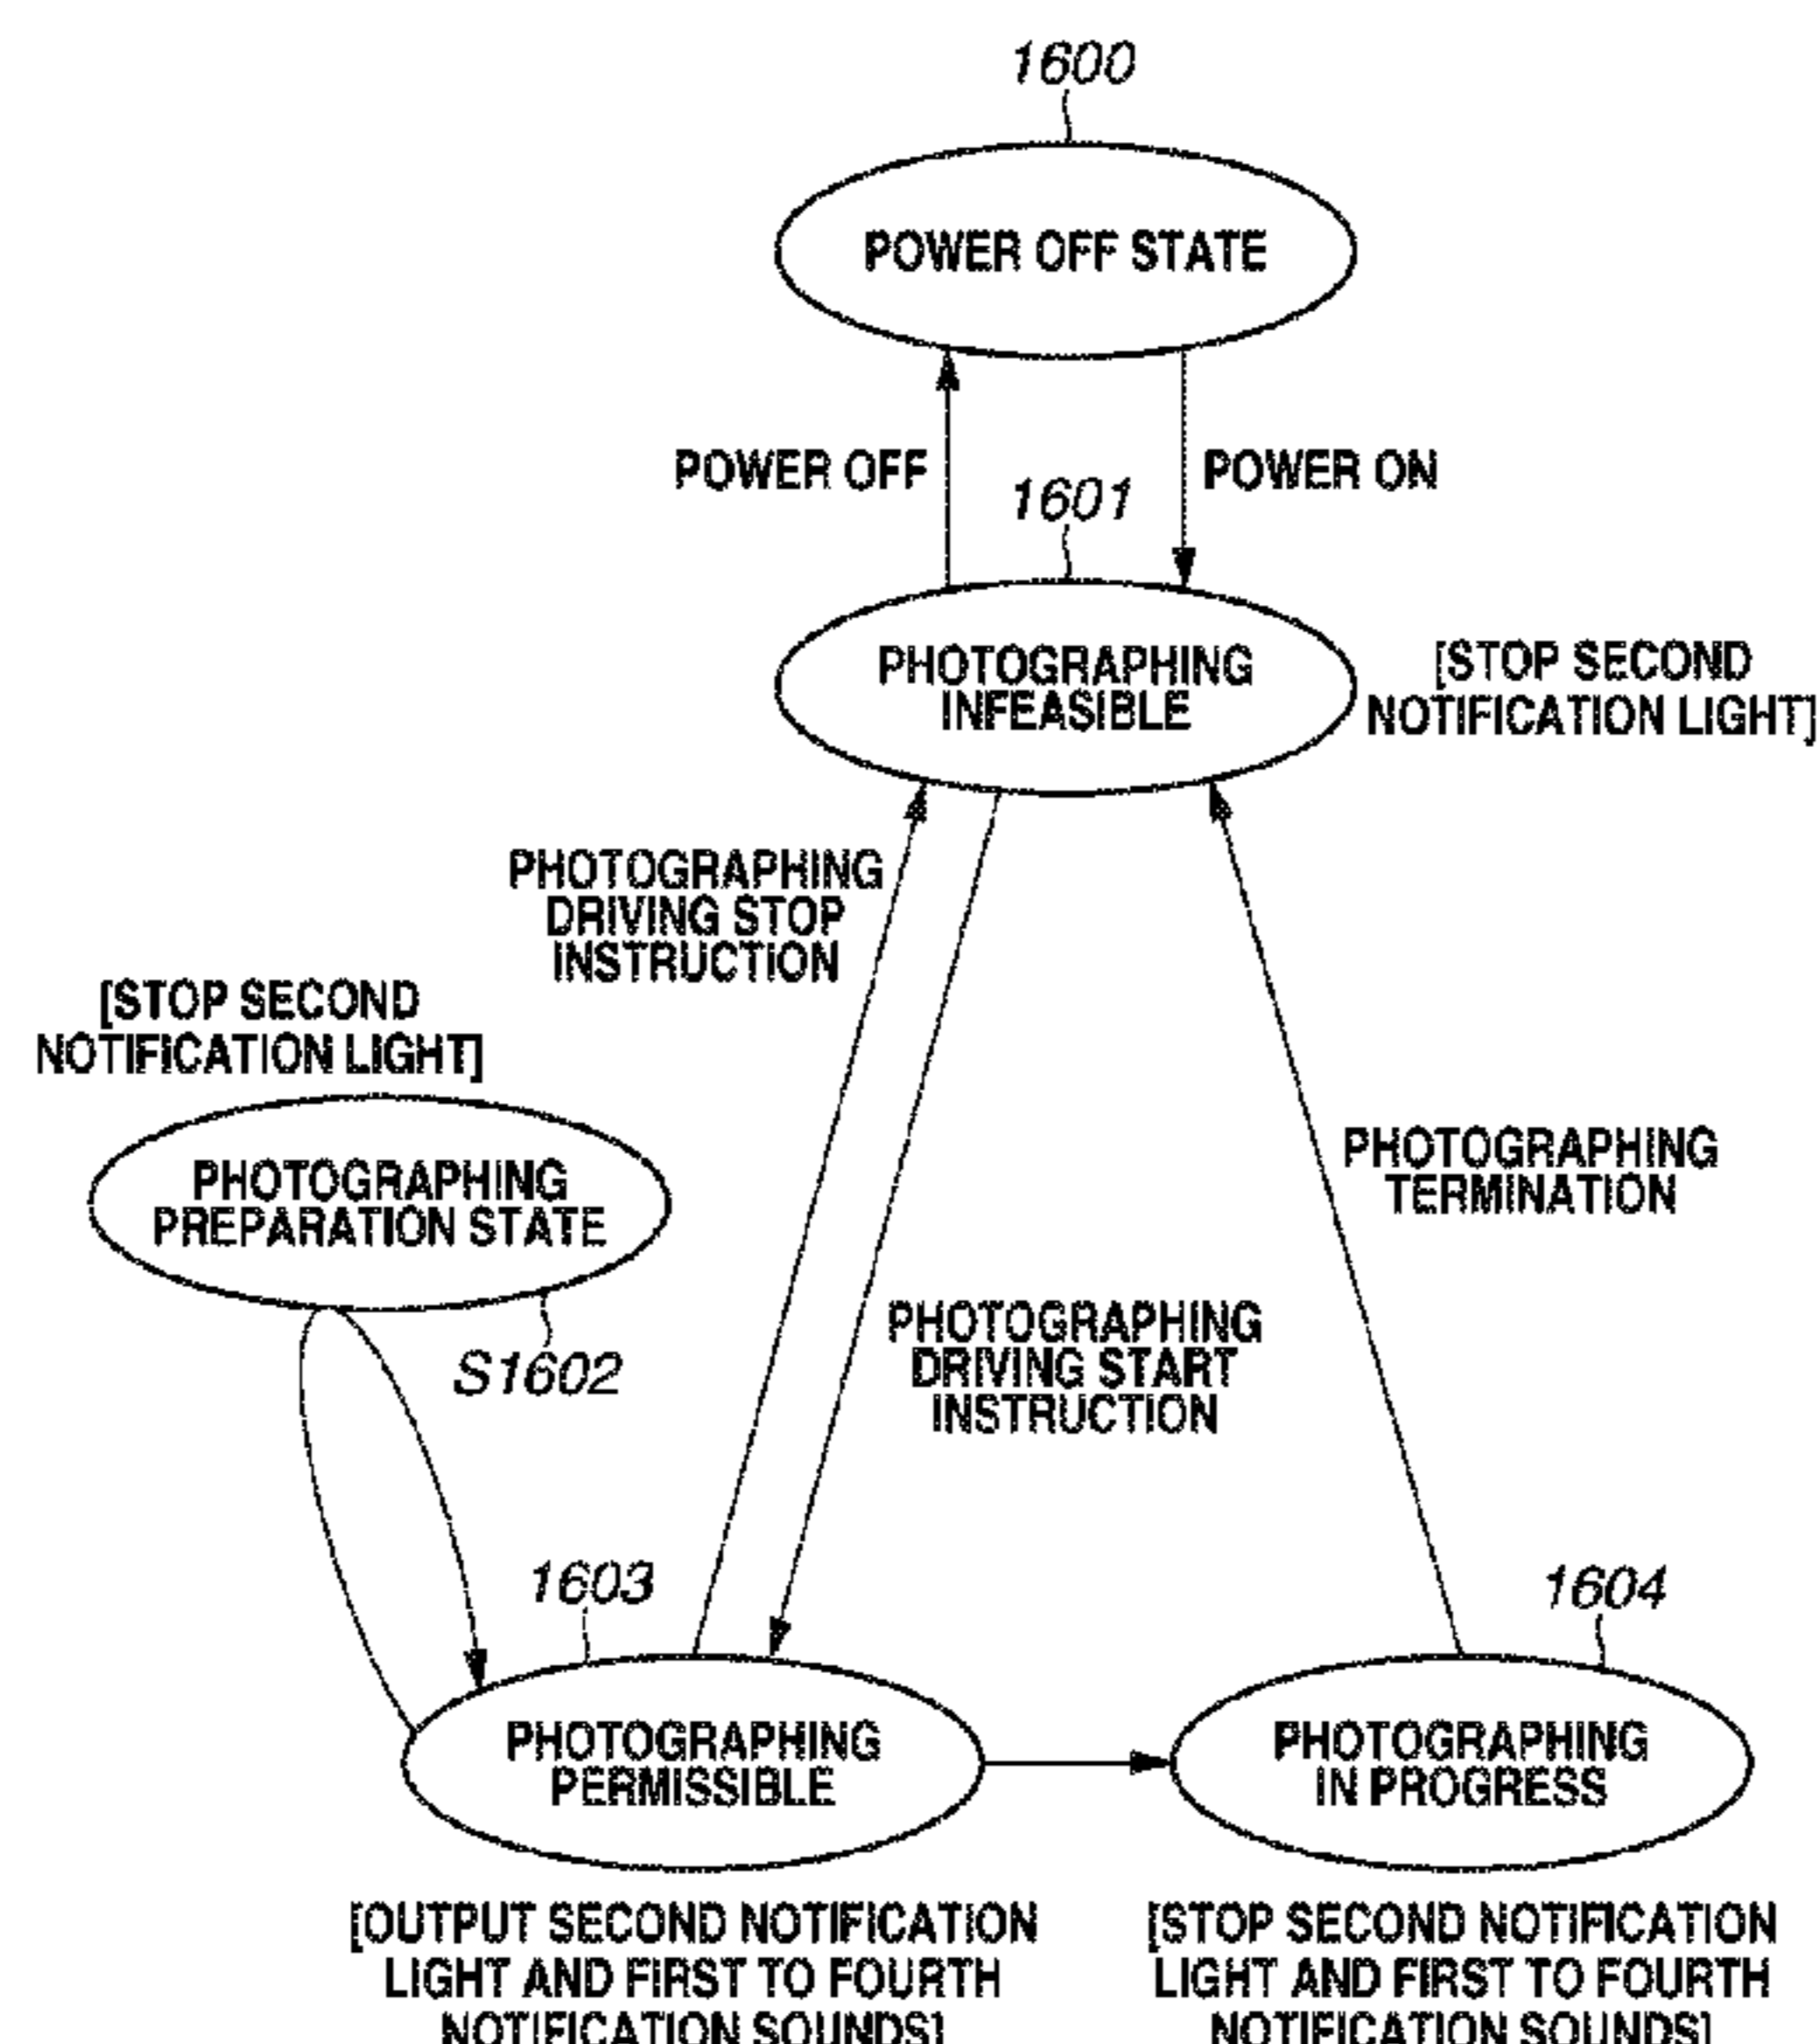 1600
POWER OFF STATE
POWER OFF
POWER ON
1601
PHOTOGRAPHING
INFEASIBLE
[STOP SECOND
NOTIFICATION LIGHT]
PHOTOGRAPHING
DRIVING STOP
INSTRUCTION
[STOP SECOND
NOTIFICATION LIGHT]
PHOTOGRAPHING
PREPARATION STATE
S1602
PHOTOGRAPHING
TERMINATION
PHOTOGRAPHING
DRIVING START
INSTRUCTION
1603
PHOTOGRAPHING
PERMISSIBLE
[OUTPUT SECOND NOTIFICATION
LIGHT AND FIRST TO FOURTH
NOTIFICATION SOUNDS]
1604
PHOTOGRAPHING
IN PROGRESS
[STOP SECOND NOTIFICATION
LIGHT AND FIRST TO FOURTH
NOTIFICATION SOUNDS]